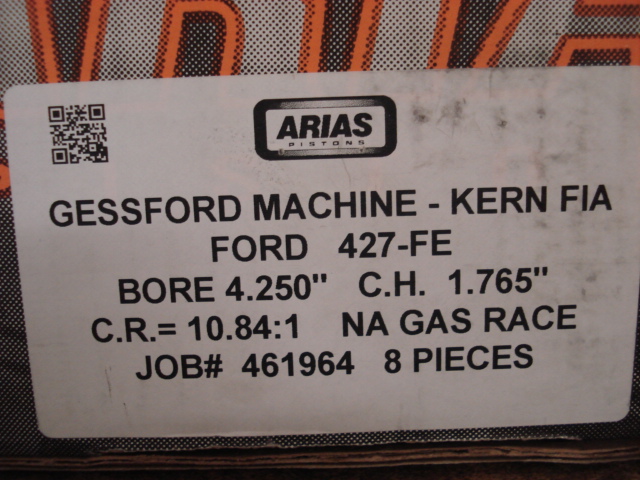 ARIAS
PISTONS
GESSFORD MACHINE - KERN FIA
FORD 427-FE
BORE 4.250" C.H. 1.765"
C.R.= 10.84:1 NA GAS RACE
JOB# 461964 8 PIECES